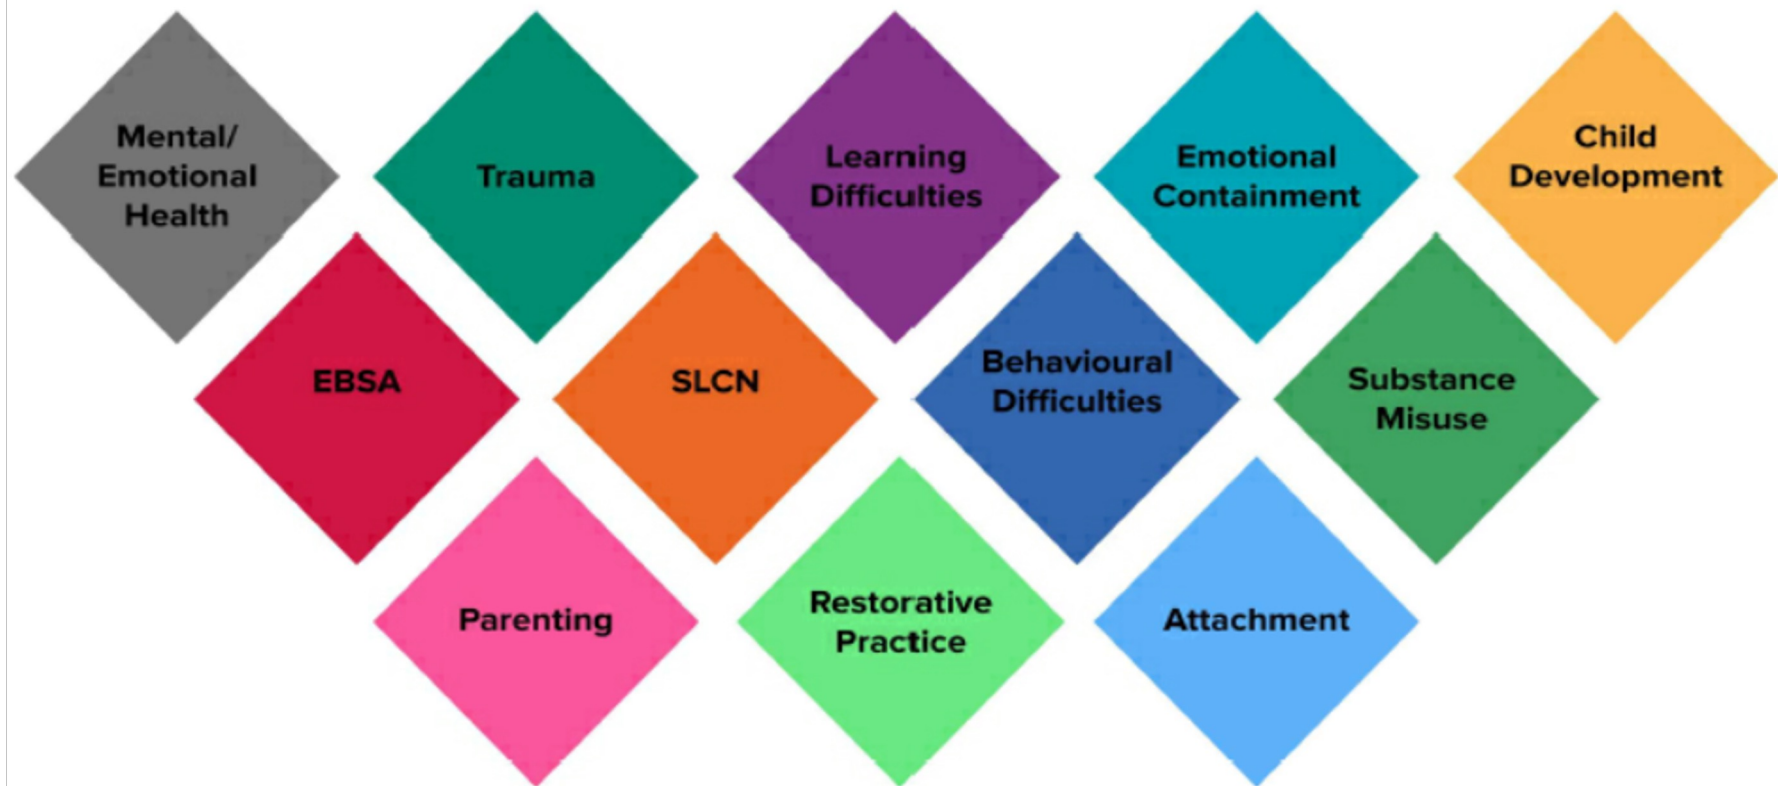 Mental/
Emotional
Health
Trauma
Learning
Difficulties
Emotional
Containment
Child
Development
EBSA
SLCN
Behavioural
Difficulties
Substance
Misuse
Parenting
Restorative
Practice
Attachment